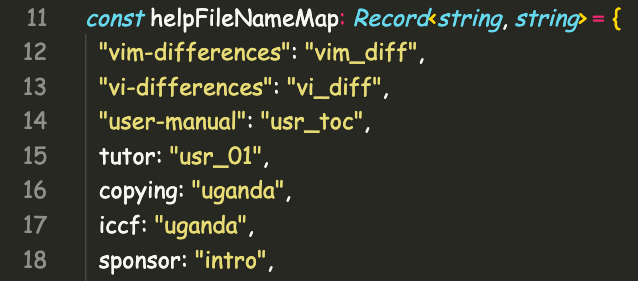 11 const helpFileNameMap: Record<string, string> = {
12 "vim-differences": "vim_diff",
13 "vi-differences": "vi_diff",
14 "user-manual": "usr_toc",
15 tutor: "usr_01",
16 copying: "uganda",
17 iccf: "uganda",
18 sponsor: "intro",